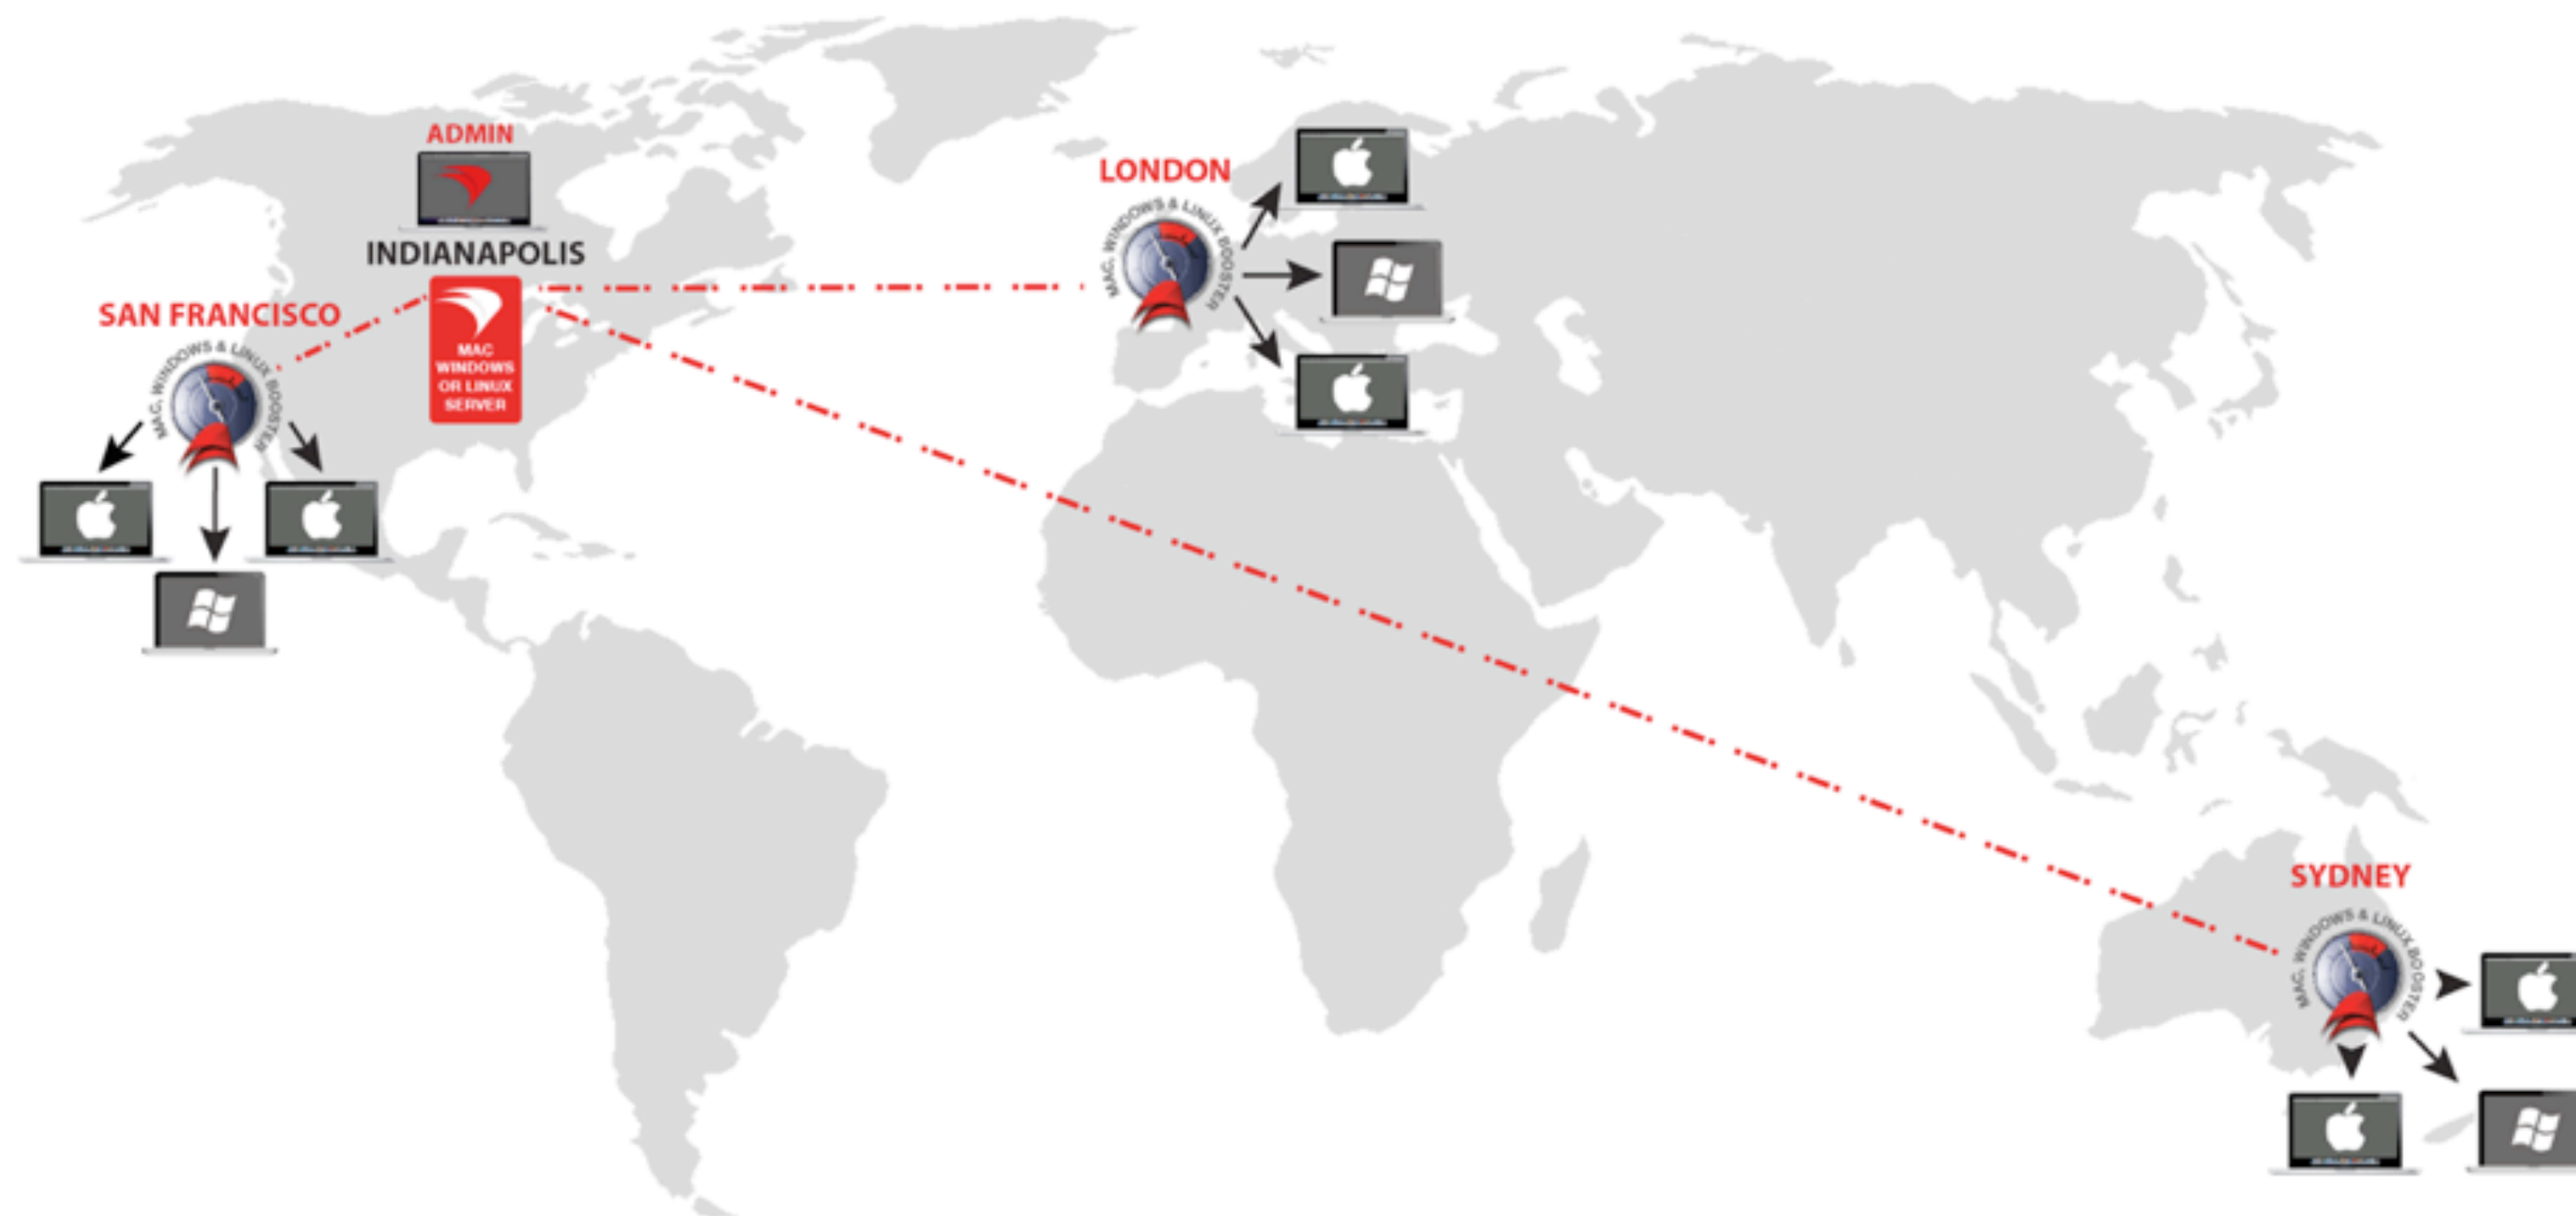 ADMIN
INDIANAPOLIS
MAC
WINDOWS
OR LINUX
SERVER
SAN FRANCISCO
MAC, WINDOWS & LINUX BOOSTER
LONDON
MAC, WINDOWS & LINUX BOOSTER
SYDNEY
MAC, WINDOWS & LINUX BOOSTER